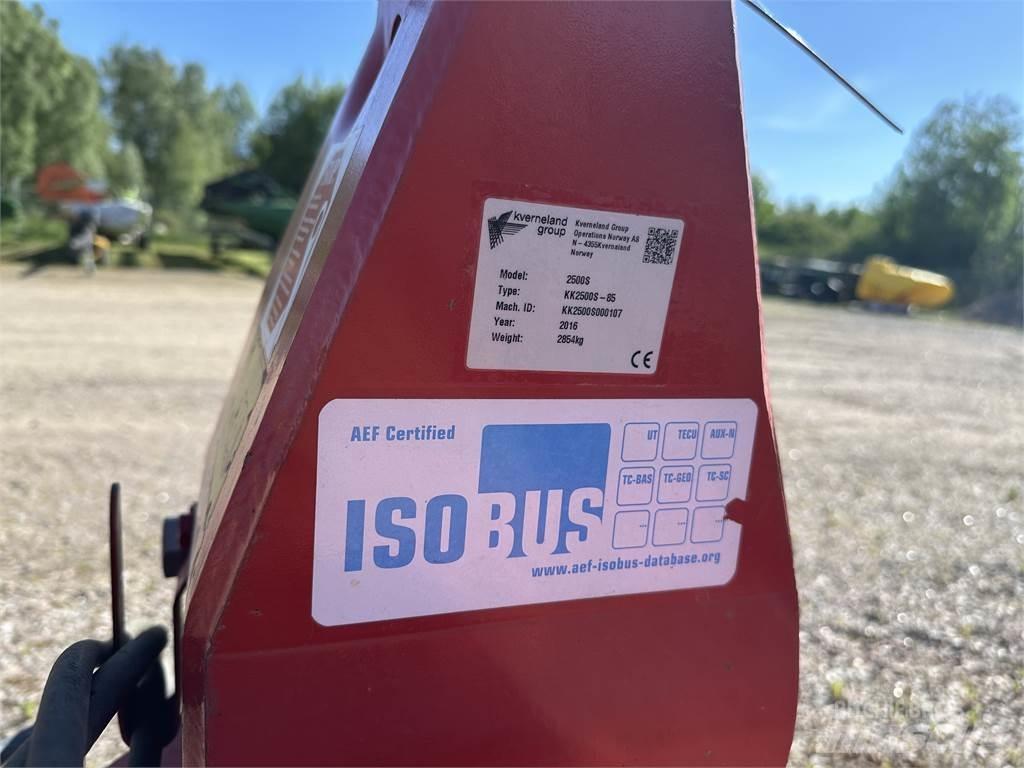 kverneland
group
Kverneland Group
Operations Norway AS
N-4355Kverneland
Norway
Model: 2500S
Type: KK2500S-85
Mach. ID: KK2500S000107
Year: 2016
Weight: 2854kg
CE
AEF Certified
ISOBUS
UT TECU AUX-N
TC-BAS TC-GEO TC-SC
... ... ...
www.aef-isobus-database.org